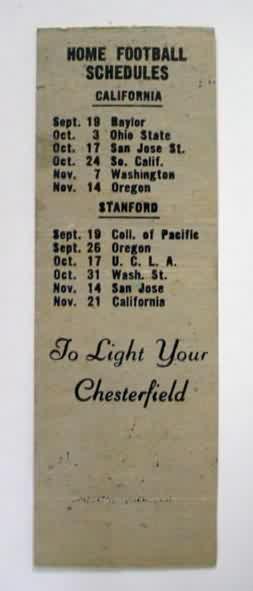 HOME FOOTBALL
SCHEDULES
CALIFORNIA
Sept. 19 Baylor
Oct. 3 Ohio State
Oct. 17 San Jose St.
Oct. 24 So. Calif.
Nov. 7 Washington
Nov. 14 Oregon
STANFORD
Sept. 19 Coll. of Pacific
Sept. 26 Oregon
Oct. 17 U. C. L. A.
Oct. 31 Wash. St.
Nov. 14 San Jose
Nov. 21 California
To Light Your
Chesterfield